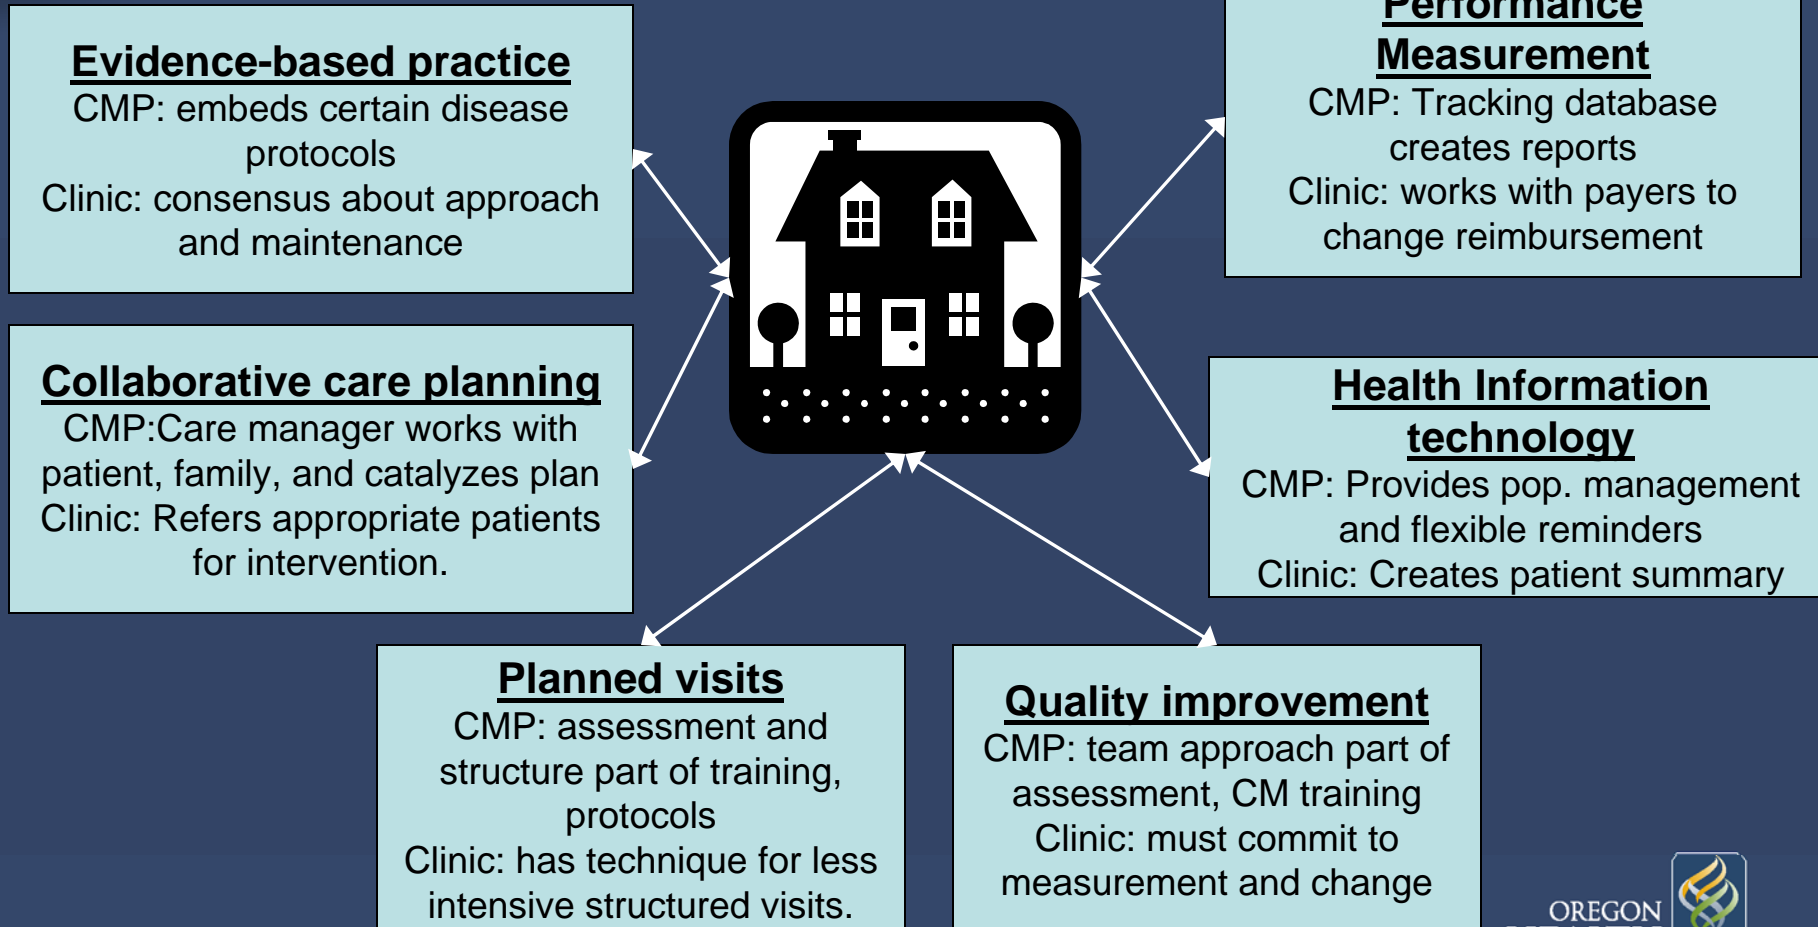 Evidence-based practice
CMP: embeds certain disease
protocols
Clinic: consensus about approach
and maintenance
Collaborative care planning
CMP:Care manager works with
patient, family, and catalyzes plan
Clinic: Refers appropriate patients
for intervention.
Performance
Measurement
CMP: Tracking database
creates reports
Clinic: works with payers to
change reimbursement
Health Information
technology
CMP: Provides pop. management
and flexible reminders
Clinic: Creates patient summary
Planned visits
CMP: assessment and
structure part of training,
protocols
Clinic: has technique for less
intensive structured visits.
Quality improvement
CMP: team approach part of
assessment, CM training
Clinic: must commit to
measurement and change
OREGON